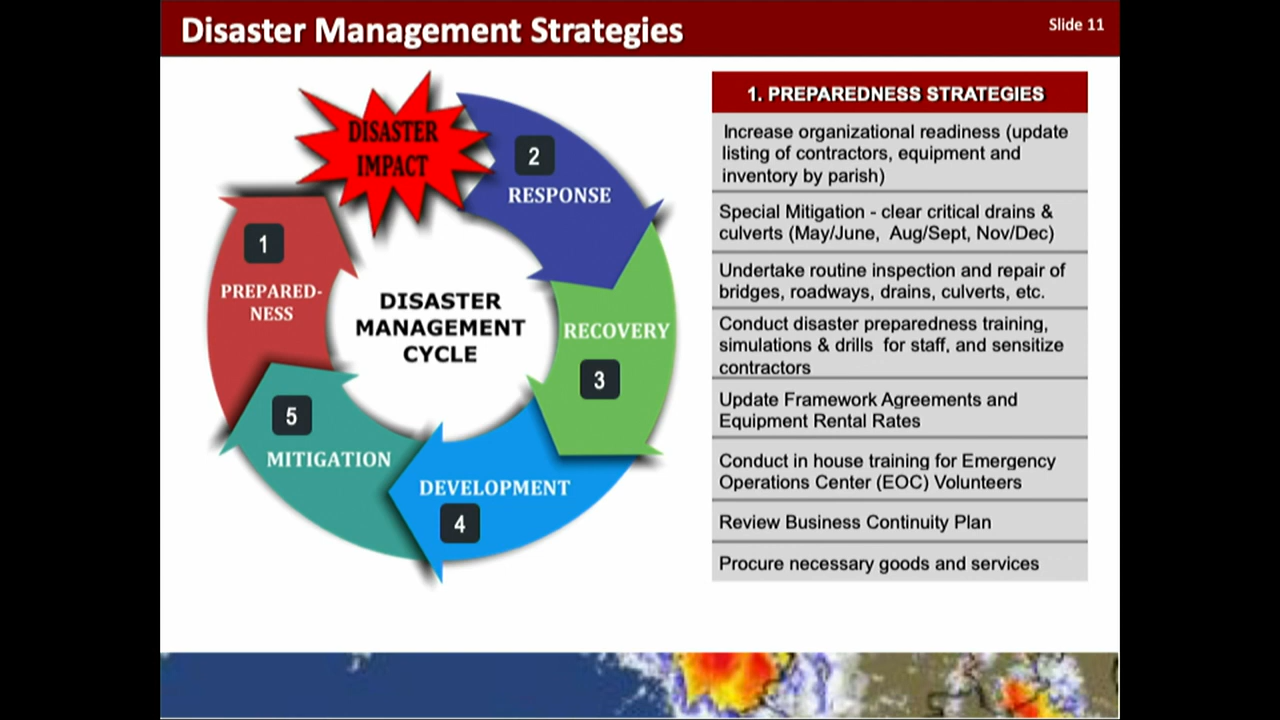 Disaster Management Strategies
Slide 11
DISASTER
IMPACT
1
PREPARED-
NESS
2
RESPONSE
RECOVERY
3
DEVELOPMENT
4
5
MITIGATION
DISASTER
MANAGEMENT
CYCLE
1. PREPAREDNESS STRATEGIES
Increase organizational readiness (update
listing of contractors, equipment and
inventory by parish)
Special Mitigation - clear critical drains &
culverts (May/June, Aug/Sept, Nov/Dec)
Undertake routine inspection and repair of
bridges, roadways, drains, culverts, etc.
Conduct disaster preparedness training,
simulations & drills for staff, and sensitize
contractors
Update Framework Agreements and
Equipment Rental Rates
Conduct in house training for Emergency
Operations Center (EOC) Volunteers
Review Business Continuity Plan
Procure necessary goods and services